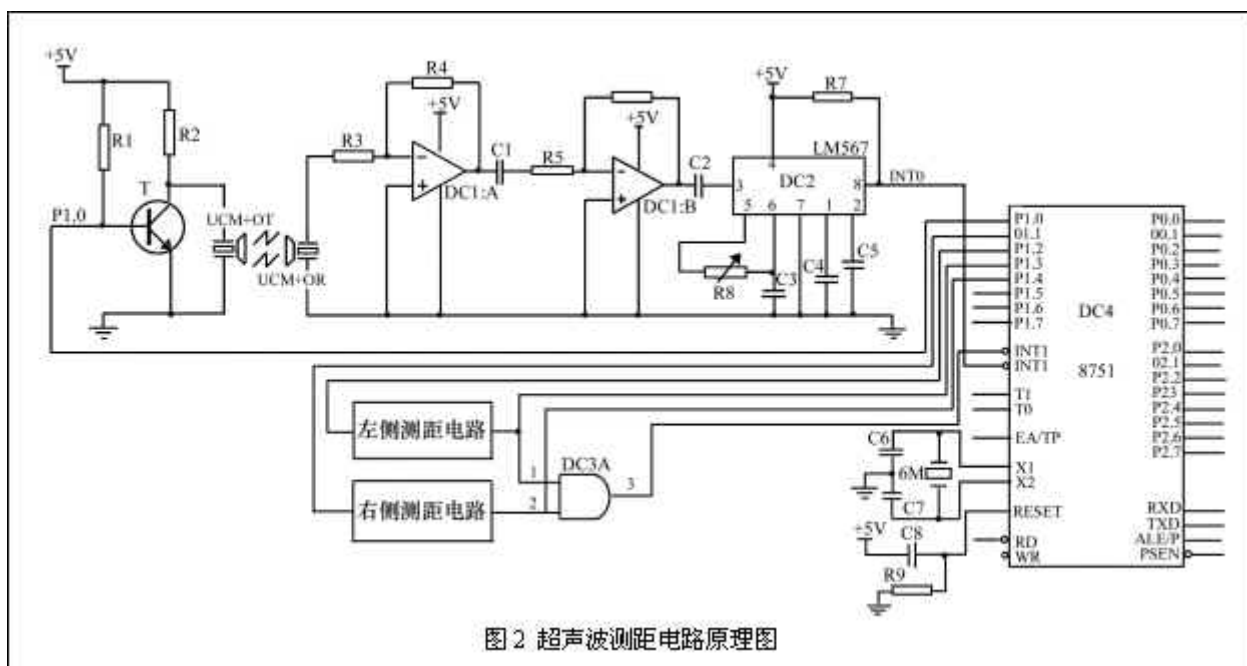 +5V
R1
R2
T
P1,0
UCM+OT
UCM+OR
R3
R4
+5V
DC1:A
C1
R5
+5V
DC1:B
C2
+5V
R7
LM567
3
DC2
8
5
6
7
1
2
INT0
R8
C3
C4
C5
左侧测距电路
右侧测距电路
1
2
DC3A
3
P1.0
01.1
P1.2
P1.3
P1.4
P1.5
P1.6
P1.7
INT1
INT1
T1
T0
EA/TP
X1
X2
RESET
RD
WR
DC4
8751
P0.0
00.1
P0.2
P0.3
P0.4
P0.5
P0.6
P0.7
P2.0
02.1
P2.2
P23
P2.4
P2.5
P2.6
P2.7
RXD
TXD
ALE/P
PSEN
C6
6M
C7
+5V
C8
R9
图 2 超声波测距电路原理图